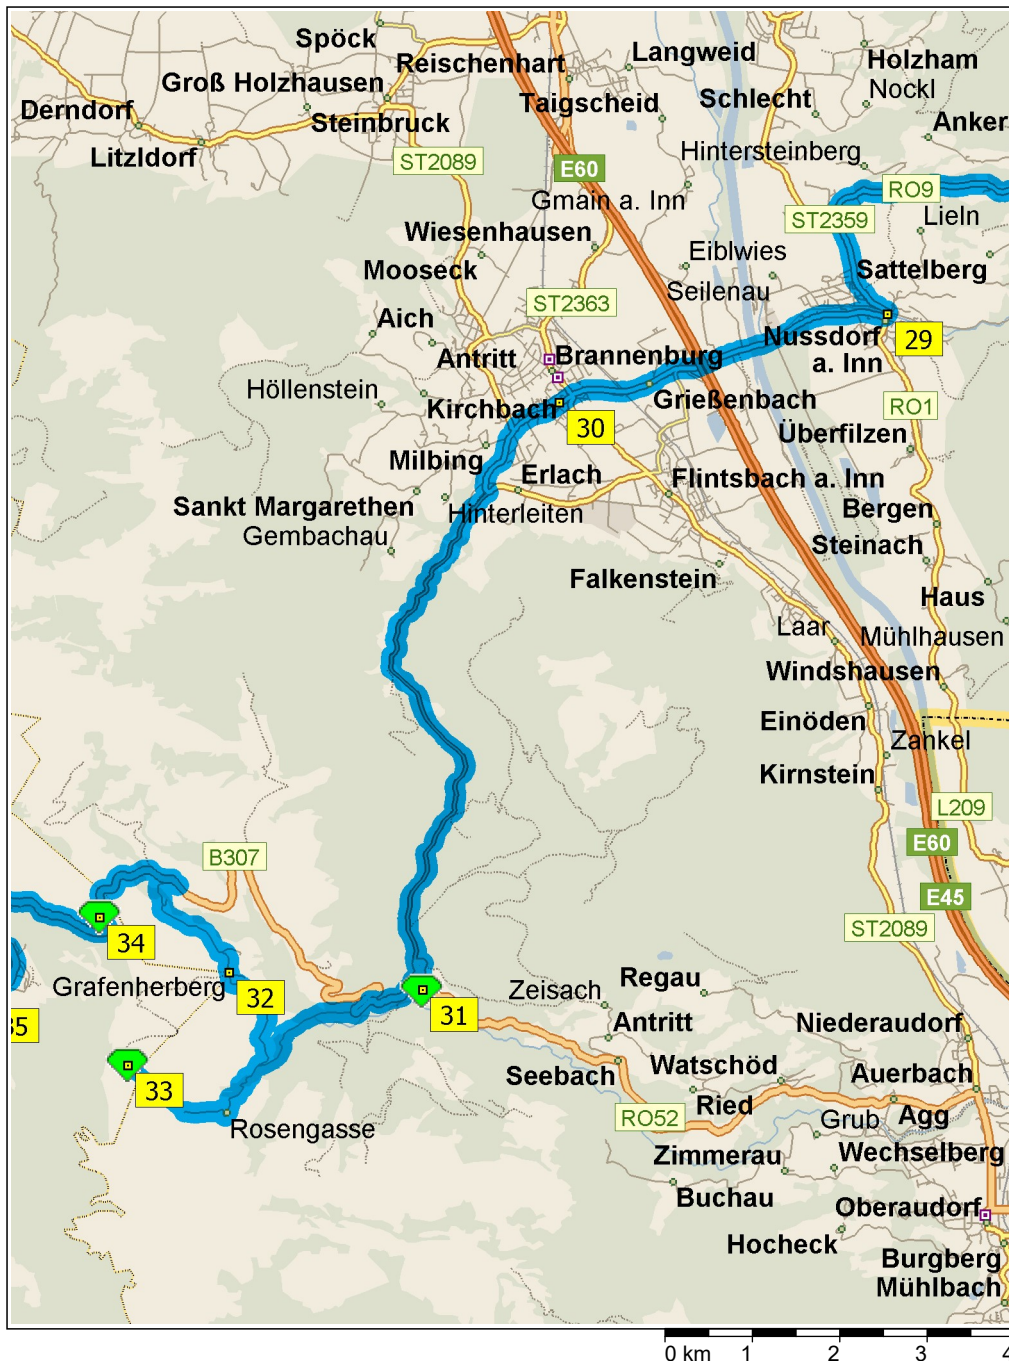 Spöck
Reischenhart
Langweid
Holzham
Groß Holzhausen
Nockl
Derndorf
Taigscheid
Schlecht
Steinbruck
Anker
Litzldorf
ST2089
E60
Hintersteinberg
Gmain a. Inn
RO9
ST2359
Lieln
Wiesenhausen
Eiblwies
Mooseck
Sattelberg
Seilenau
ST2363
Aich
Nussdorf
a. Inn
29
Antritt
Brannenburg
Höllenstein
Grießenbach
RO1
Kirchbach
30
Überfilzen
Milbing
Erlach
Flintsbach a. Inn
Sankt Margarethen
Hinterleiten
Bergen
Gembachau
Steinach
Falkenstein
Haus
Laar
Mühlhausen
Windshausen
Einöden
Zahkel
Kirnstein
L209
E60
B307
E45
ST2089
34
Grafenherberg
32
Zeisach
Regau
35
31
Antritt
Niederaudorf
33
Seebach
Watschöd
Auerbach
Ried
RO52
Grub
Agg
Rosengasse
Zimmerau
Wechselberg
Buchau
Oberaudorf
Hocheck
Burgberg
Mühlbach
0 km 1 2 3 4